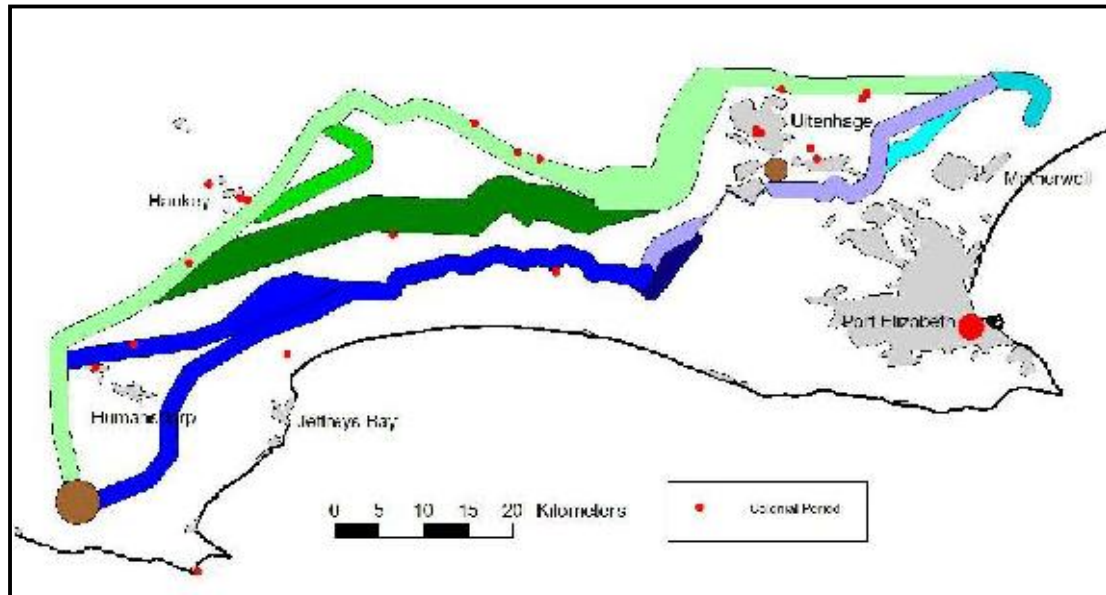 Uitenhage
Motherwell
Hankey
Port Elizabeth
Humansdorp
Jeffreys Bay
0 5 10 15 20 Kilometers
Colonial Period